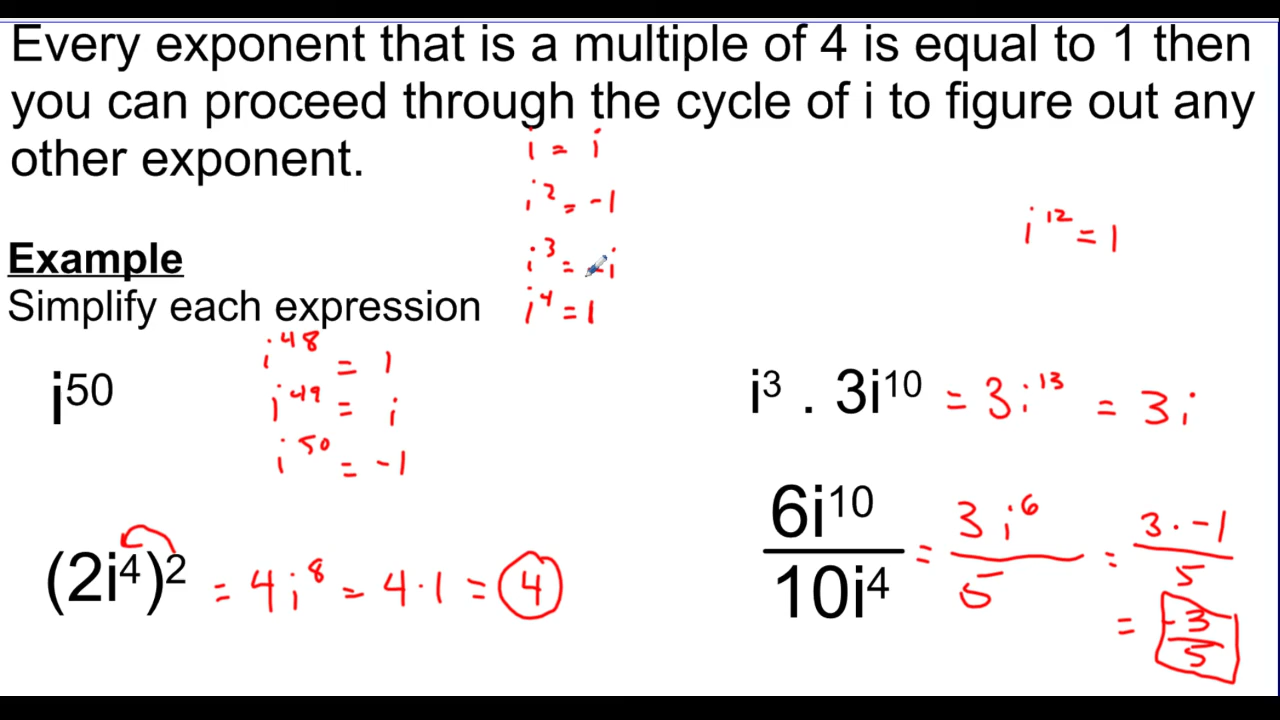 Every exponent that is a multiple of 4 is equal to 1 then
you can proceed through the cycle of i to figure out any
other exponent.
i = i
i² = -1
i³ = -i
i⁴ = 1
i¹² = 1
Example
Simplify each expression
i⁵⁰
i⁴⁸ = 1
i⁴⁹ = i
i⁵⁰ = -1
i³ . 3i¹⁰ = 3i¹³ = 3i
(2i⁴)² = 4i⁸ = 4·1 = 4
6i¹⁰/10i⁴ = 3i⁶/5 = 3·-1/5
= -3/5